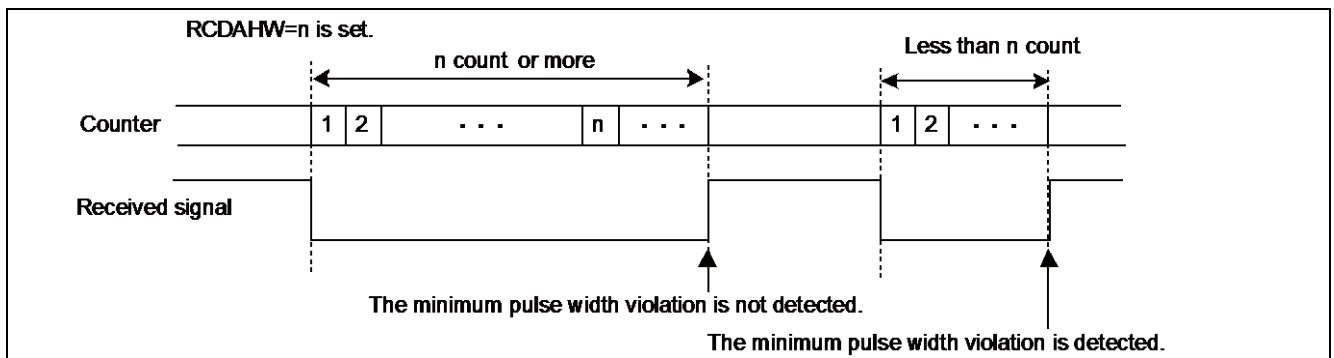 RCDAHW=n is set.
n count or more
Less than n count
Counter
1 2 · · · n · · · 1 2 · · ·
Received signal
The minimum pulse width violation is not detected.
The minimum pulse width violation is detected.